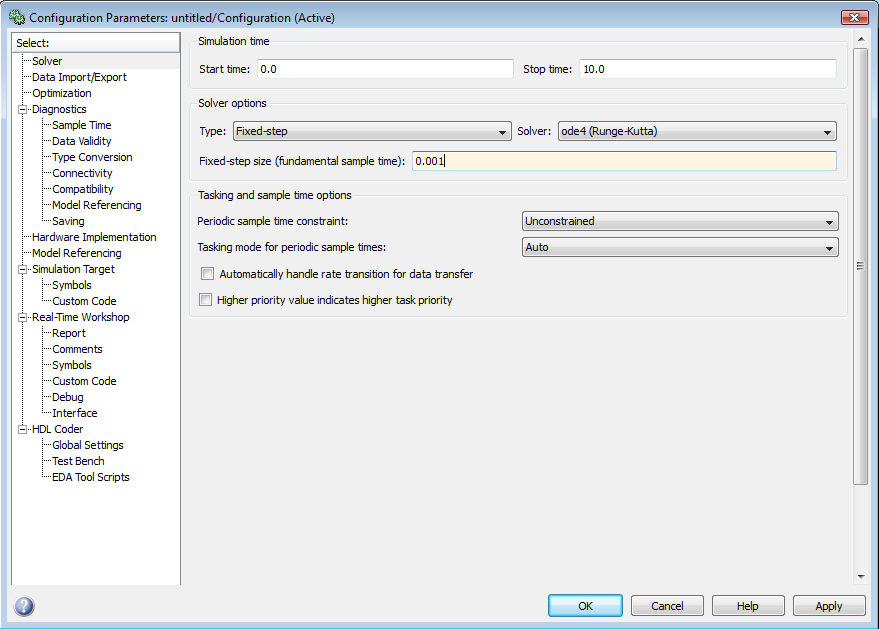 Configuration Parameters: untitled/Configuration (Active)
Select:
Solver
Data Import/Export
Optimization
Diagnostics
Sample Time
Data Validity
Type Conversion
Connectivity
Compatibility
Model Referencing
Saving
Hardware Implementation
Model Referencing
Simulation Target
Symbols
Custom Code
Real-Time Workshop
Report
Comments
Symbols
Custom Code
Debug
Interface
HDL Coder
Global Settings
Test Bench
EDA Tool Scripts
Simulation time
Start time: 0.0 Stop time: 10.0
Solver options
Type: Fixed-step Solver: ode4 (Runge-Kutta)
Fixed-step size (fundamental sample time): 0.001
Tasking and sample time options
Periodic sample time constraint: Unconstrained
Tasking mode for periodic sample times: Auto
Automatically handle rate transition for data transfer
Higher priority value indicates higher task priority
? OK Cancel Help Apply